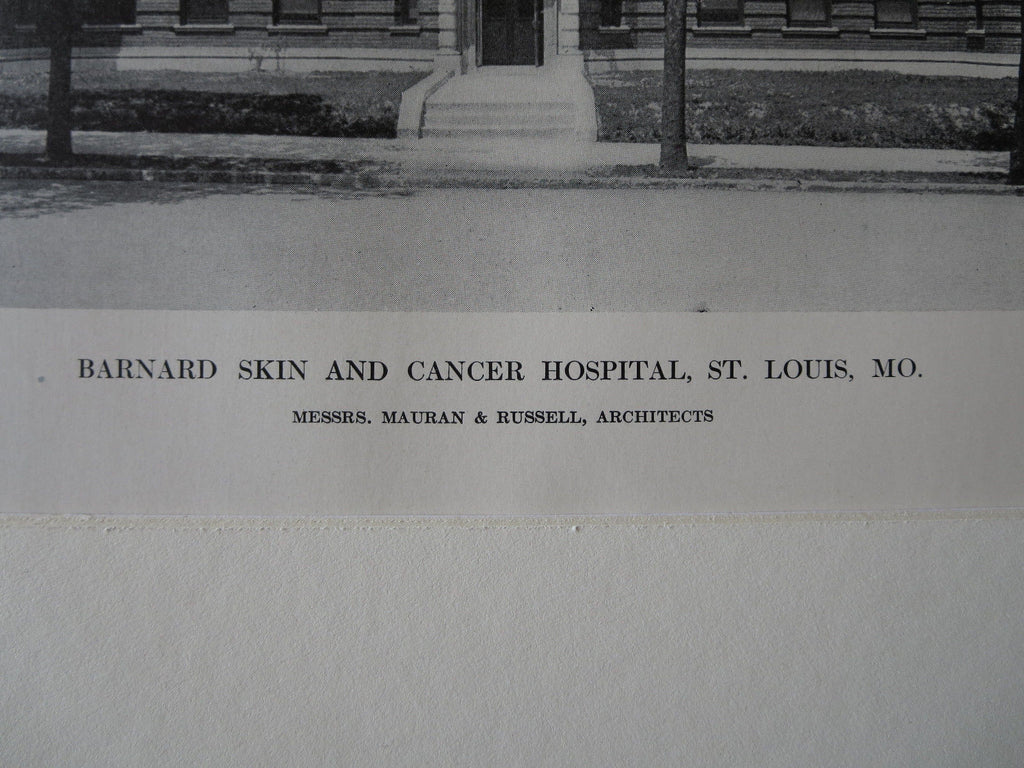 BARNARD SKIN AND CANCER HOSPITAL, ST. LOUIS, MO.
MESSRS. MAURAN & RUSSELL, ARCHITECTS